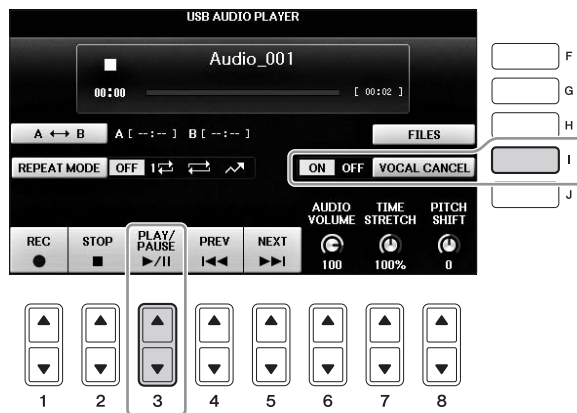 USB AUDIO PLAYER
Audio_001
00:00 [ 00:02 ]
A ↔ B A [ --:-- ] B [ --:-- ] FILES
REPEAT MODE OFF 1 ON OFF VOCAL CANCEL
AUDIO VOLUME TIME STRETCH PITCH SHIFT
100 100% 0
REC STOP PLAY/PAUSE PREV NEXT
F
G
H
I
J
1 2 3 4 5 6 7 8